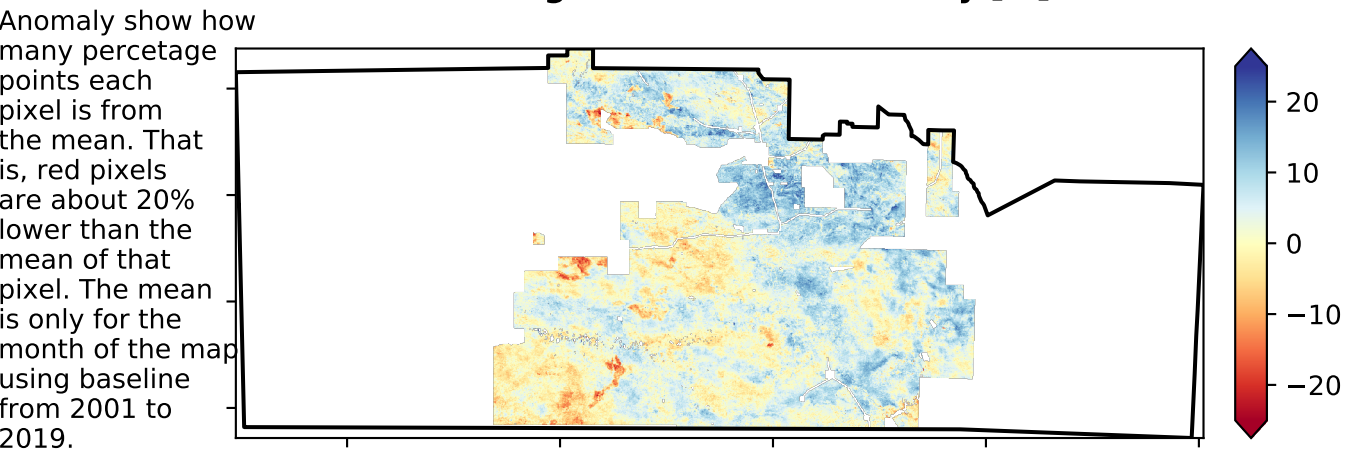 Anomaly show how
many percetage
points each
pixel is from
the mean. That
is, red pixels
are about 20%
lower than the
mean of that
pixel. The mean
is only for the
month of the map
using baseline
from 2001 to
2019.
20
10
0
−10
−20